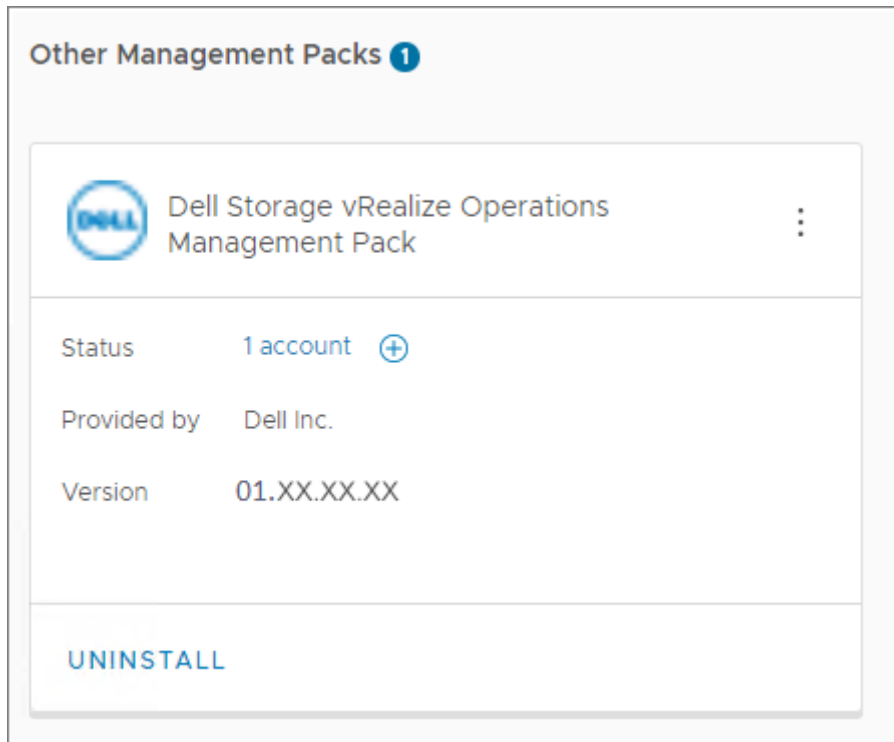 Other Management Packs 1
DELL
Dell Storage vRealize Operations
Management Pack
Status 1 account
Provided by Dell Inc.
Version 01.XX.XX.XX
UNINSTALL